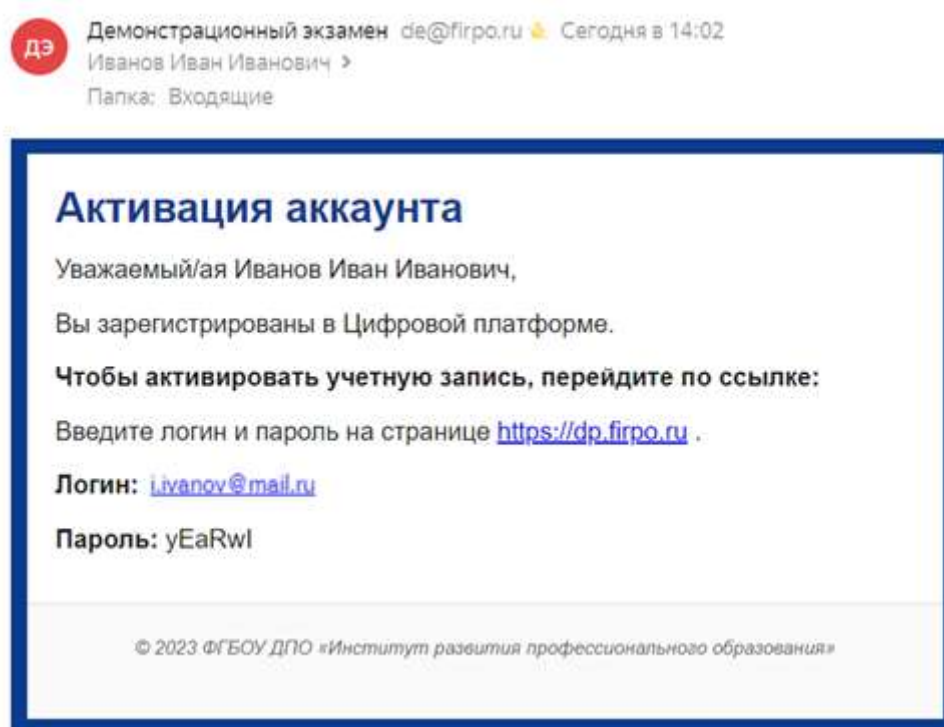 ДЭ
Демонстрационный экзамен de@firpo.ru Сегодня в 14:02
Иванов Иван Иванович >
Папка: Входящие
Активация аккаунта
Уважаемый/ая Иванов Иван Иванович,
Вы зарегистрированы в Цифровой платформе.
Чтобы активировать учетную запись, перейдите по ссылке:
Введите логин и пароль на странице https://dp.firpo.ru .
Логин: i.ivanov@mail.ru
Пароль: yEaRwI
© 2023 ФГБОУ ДПО «Институт развития профессионального образования»